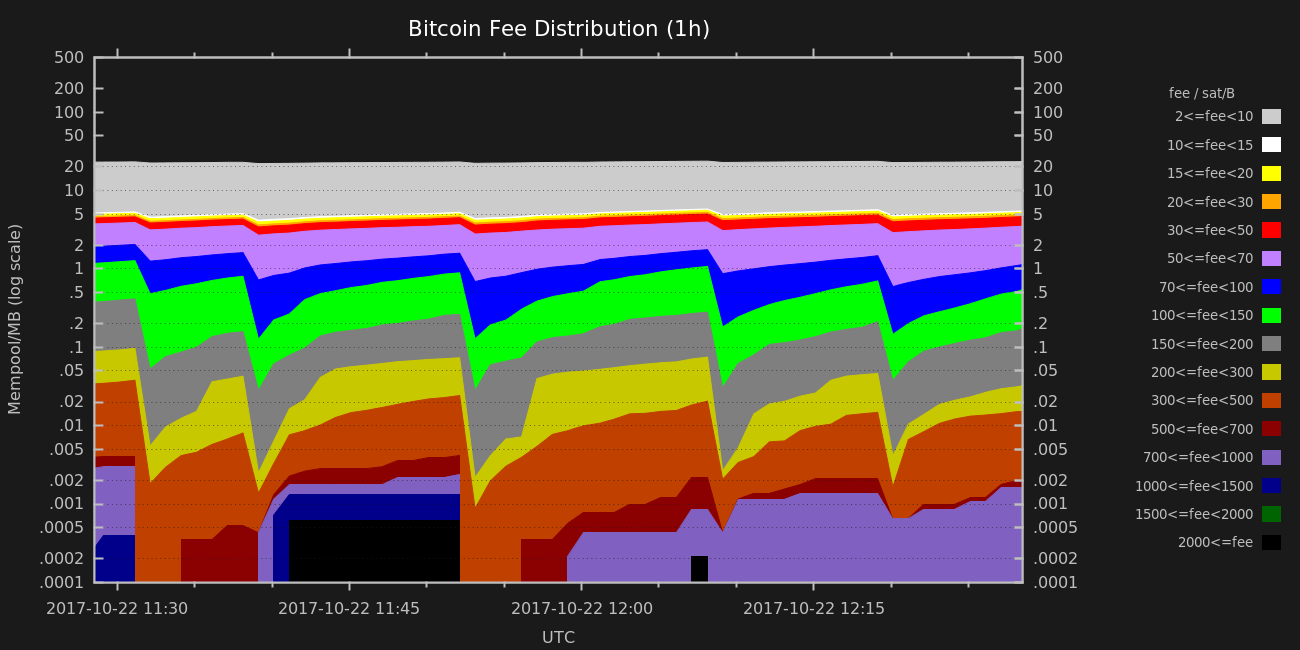 Bitcoin Fee Distribution (1h)
Mempool/MB (log scale)
500
200
100
50
20
10
5
2
1
.5
.2
.1
.05
.02
.01
.005
.002
.001
.0005
.0002
.0001
500
200
100
50
20
10
5
2
1
.5
.2
.1
.05
.02
.01
.005
.002
.001
.0005
.0002
.0001
2017-10-22 11:30
2017-10-22 11:45
2017-10-22 12:00
2017-10-22 12:15
UTC
fee / sat/B
2<=fee<10
10<=fee<15
15<=fee<20
20<=fee<30
30<=fee<50
50<=fee<70
70<=fee<100
100<=fee<150
150<=fee<200
200<=fee<300
300<=fee<500
500<=fee<700
700<=fee<1000
1000<=fee<1500
1500<=fee<2000
2000<=fee